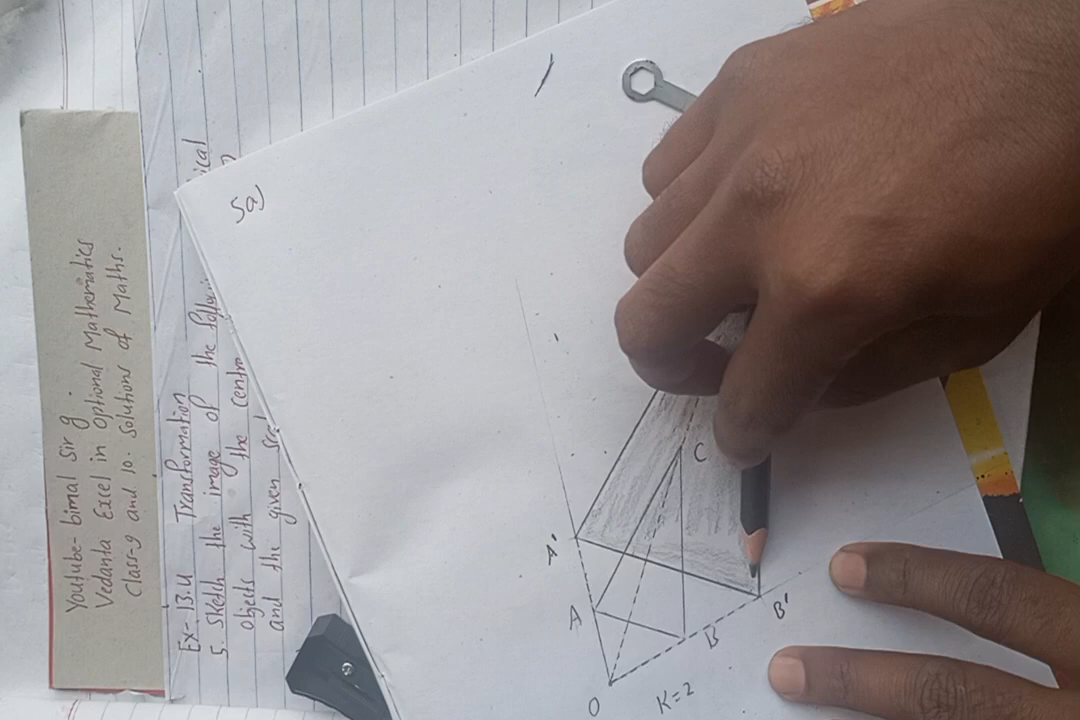 Youtube- bimal Sir g.
Vedanta Excel in optional Mathematics
Class-9 and 10. Solutions of Maths.
Ex- 13.4 Transformation
5. Sketch the image of the
objects with the centre
and the given
5a)
A'
A
O
K=2
B
B'
C